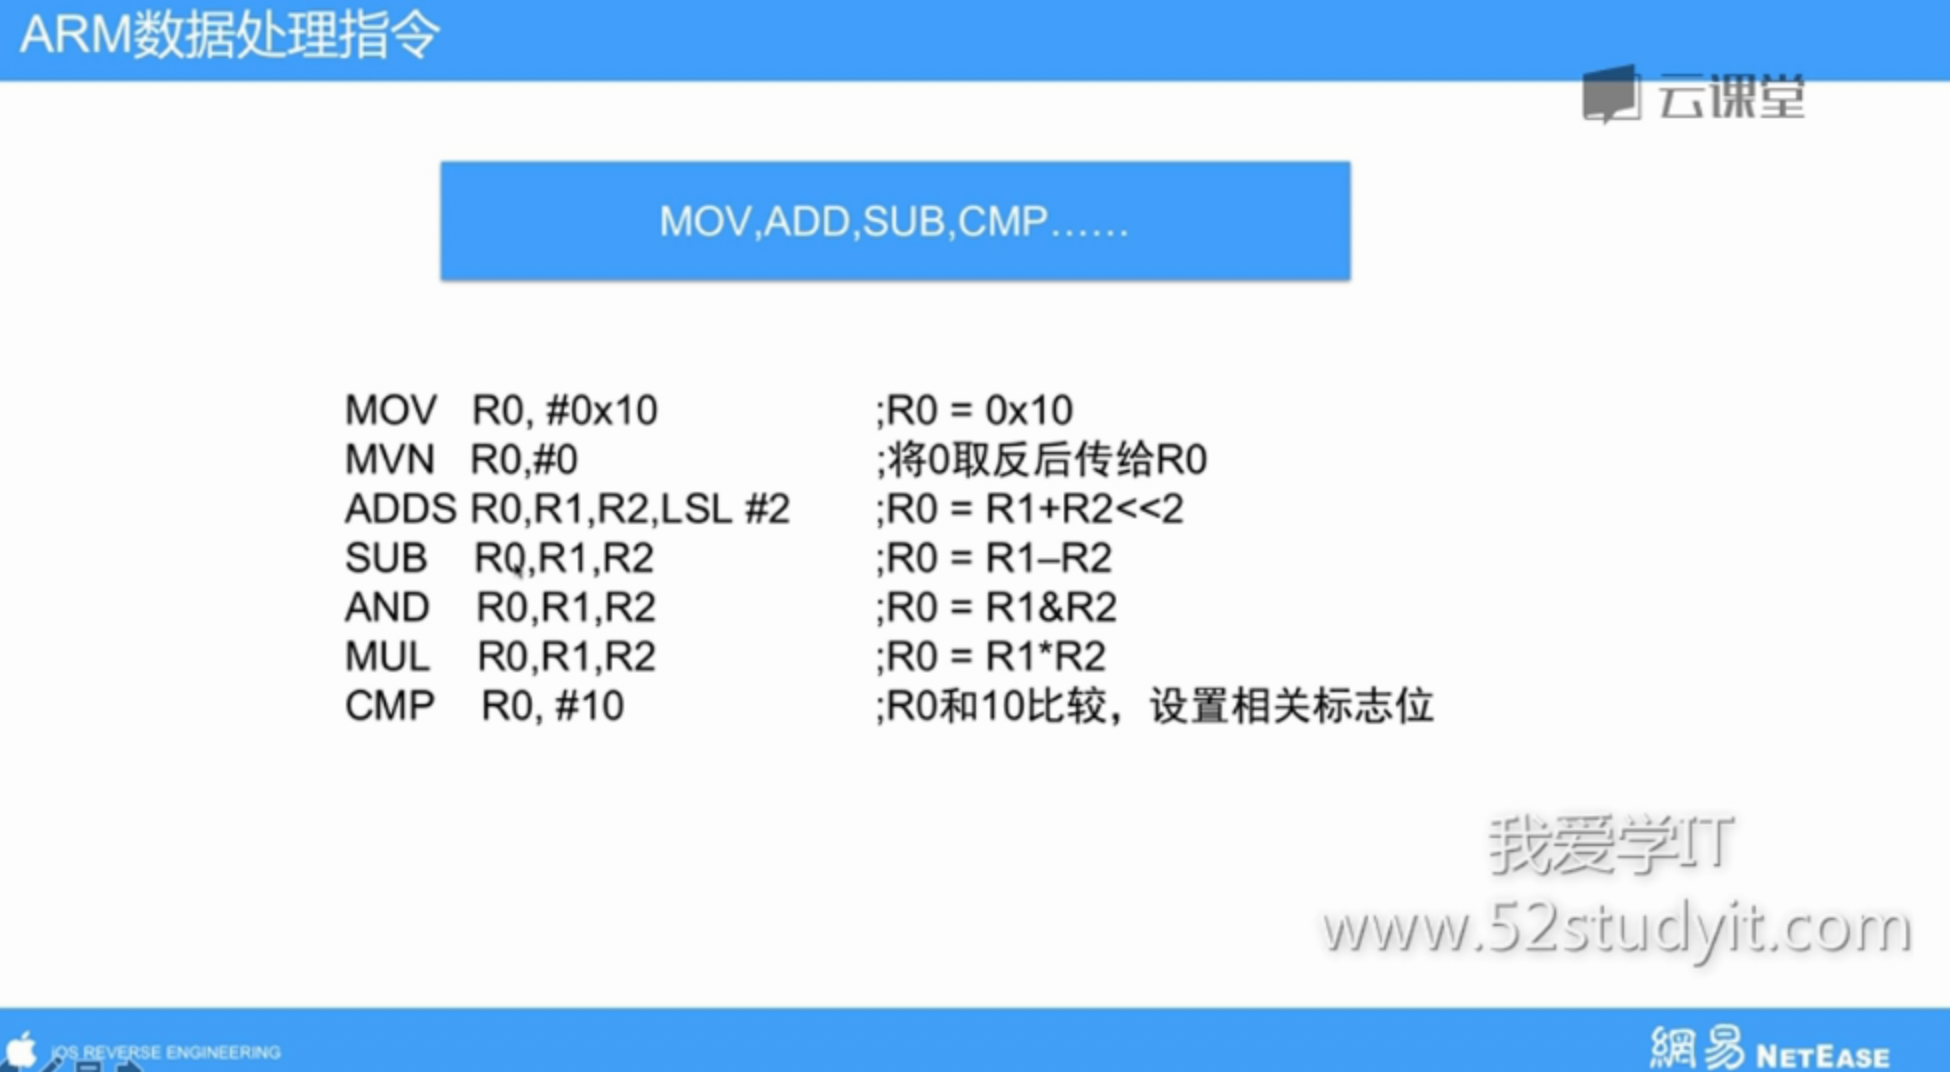 ARM数据处理指令
云课堂
MOV,ADD,SUB,CMP……
MOV R0, #0x10 ;R0 = 0x10
MVN R0,#0 ;将0取反后传给R0
ADDS R0,R1,R2,LSL #2 ;R0 = R1+R2<<2
SUB R0,R1,R2 ;R0 = R1–R2
AND R0,R1,R2 ;R0 = R1&R2
MUL R0,R1,R2 ;R0 = R1*R2
CMP R0, #10 ;R0和10比较，设置相关标志位
我爱学IT
www.52studyit.com
iOS REVERSE ENGINEERING
網易 NETEASE